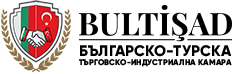 BULTİŞAD
БЪЛГАРСКО-ТУРСКА
ТЪРГОВСКО-ИНДУСТРИАЛНА КАМАРА